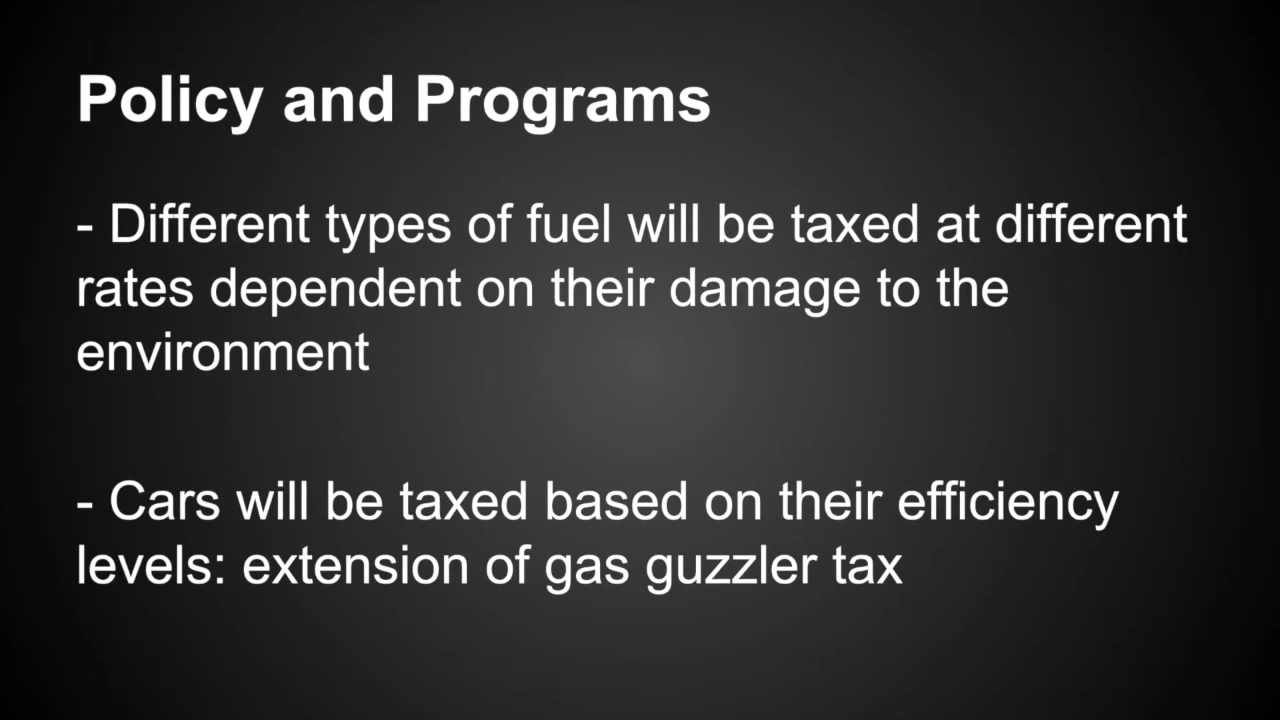 Policy and Programs
- Different types of fuel will be taxed at different
rates dependent on their damage to the
environment
- Cars will be taxed based on their efficiency
levels: extension of gas guzzler tax